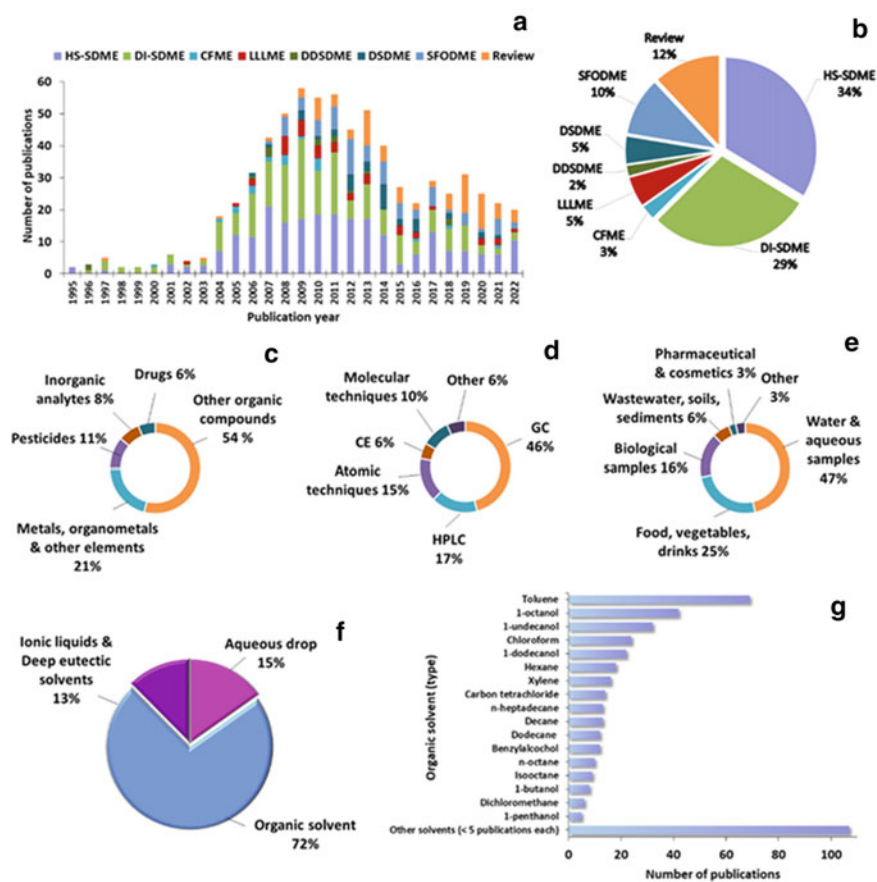 a
HS-SDME DI-SDME CFME LLLME DDSDME DSDME SFODME Review
Number of publications
60
50
40
30
20
10
0
1995 1996 1997 1998 1999 2000 2001 2002 2003 2004 2005 2006 2007 2008 2009 2010 2011 2012 2013 2014 2015 2016 2017 2018 2019 2020 2021 2022
Publication year
b
Review
12%
HS-SDME
34%
SFODME
10%
DSDME
5%
DDSDME
2%
LLLME
5%
CFME
3%
DI-SDME
29%
c
Inorganic
analytes 8%
Drugs 6%
Other organic
compounds
54 %
Pesticides 11%
Metals, organometals
& other elements
21%
d
Molecular
techniques 10%
Other 6%
GC
46%
CE 6%
Atomic
techniques 15%
HPLC
17%
e
Pharmaceutical
& cosmetics 3%
Other
3%
Wastewater, soils,
sediments 6%
Water &
aqueous
samples
47%
Biological
samples 16%
Food, vegetables,
drinks 25%
f
Ionic liquids &
Deep eutectic
solvents
13%
Aqueous drop
15%
Organic solvent
72%
g
Organic solvent (type)
Toluene
1-octanol
1-undecanol
Chloroform
1-dodecanol
Hexane
Xylene
Carbon tetrachloride
n-heptadecane
Decane
Dodecane
Benzylalcochol
n-octane
Isooctane
1-butanol
Dichloromethane
1-penthanol
Other solvents (< 5 publications each)
0 20 40 60 80 100
Number of publications